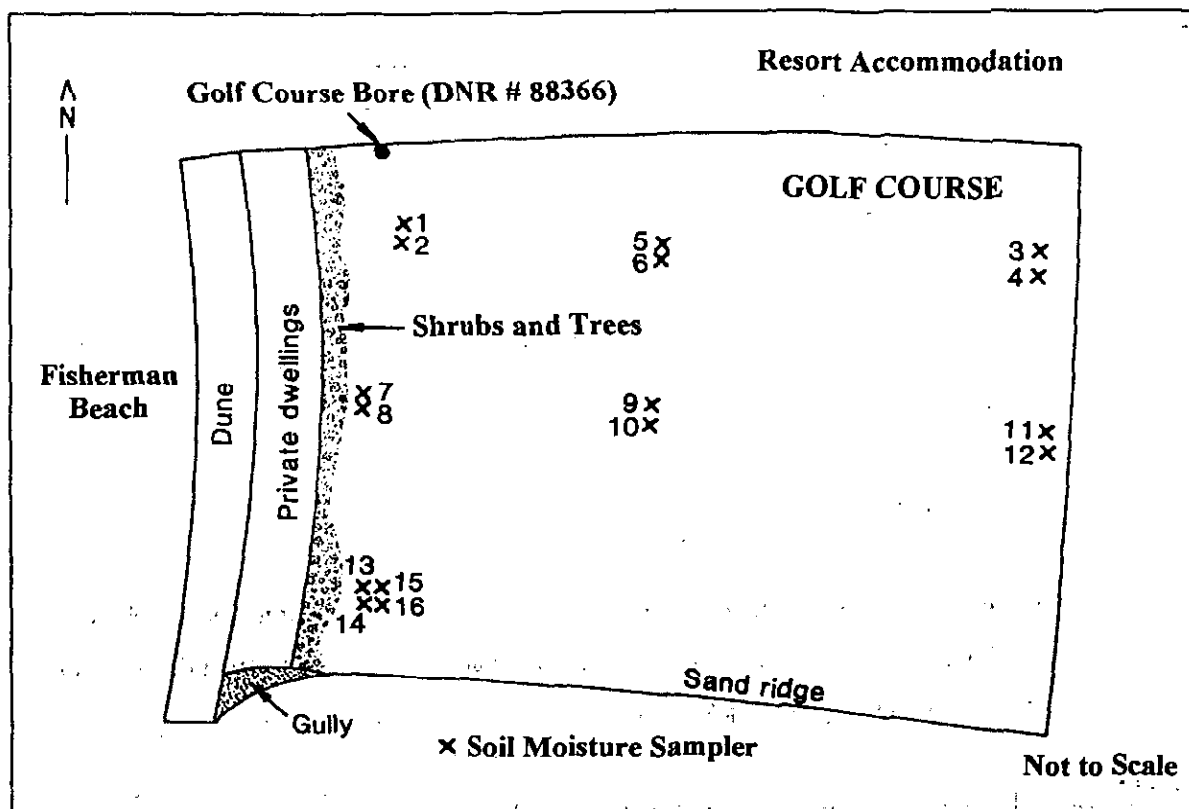 Resort Accommodation
Golf Course Bore (DNR # 88366)
N
GOLF COURSE
1
2
5
6
3
4
Shrubs and Trees
Fisherman
Beach
Dune
Private dwellings
7
8
9
10
11
12
13
15
14
16
Sand ridge
Gully
× Soil Moisture Sampler
Not to Scale